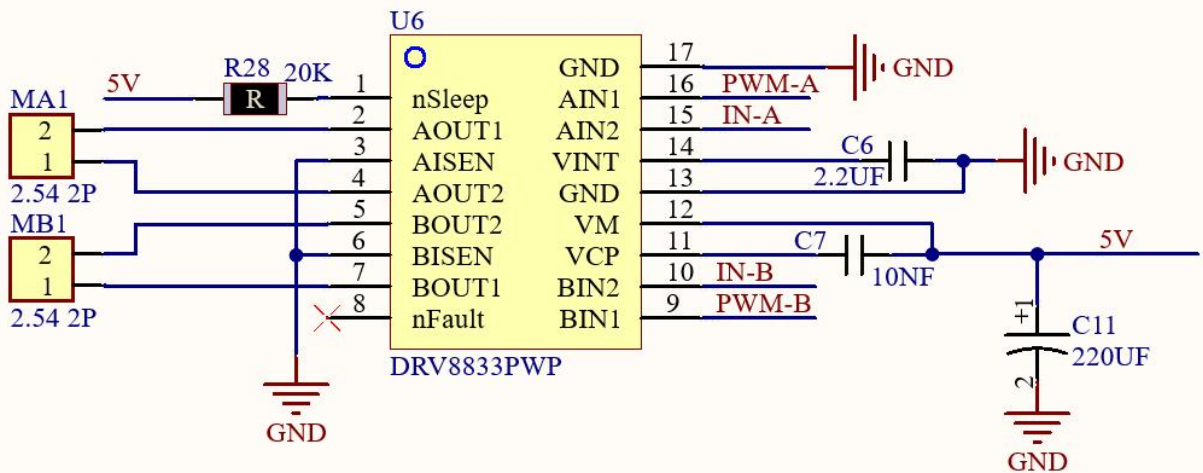 U6
5V
R28 20K
R
MA1
2
1
2.54 2P
MB1
2
1
2.54 2P
1 nSleep
2 AOUT1
3 AISEN
4 AOUT2
5 BOUT2
6 BISEN
7 BOUT1
8 nFault
GND 17
AIN1 16 PWM-A
AIN2 15 IN-A
VINT 14
GND 13
VM 12
VCP 11
BIN2 10 IN-B
BIN1 9 PWM-B
DRV8833PWP
GND
GND
C6
2.2UF
GND
C7
10NF
5V
+1
C11
220UF
2
GND